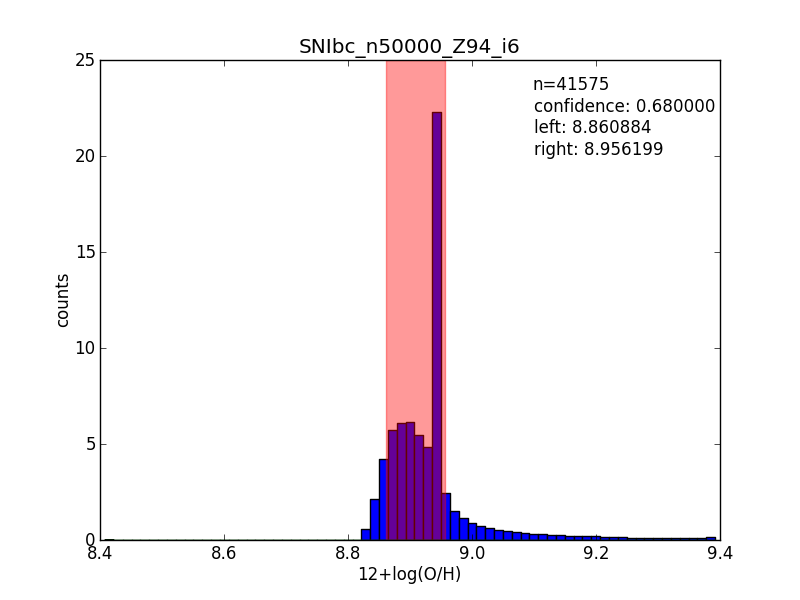 SNIbc_n50000_Z94_i6
n=41575
confidence: 0.680000
left: 8.860884
right: 8.956199
25
20
15
10
5
0
counts
8.4 8.6 8.8 9.0 9.2 9.4
12+log(O/H)